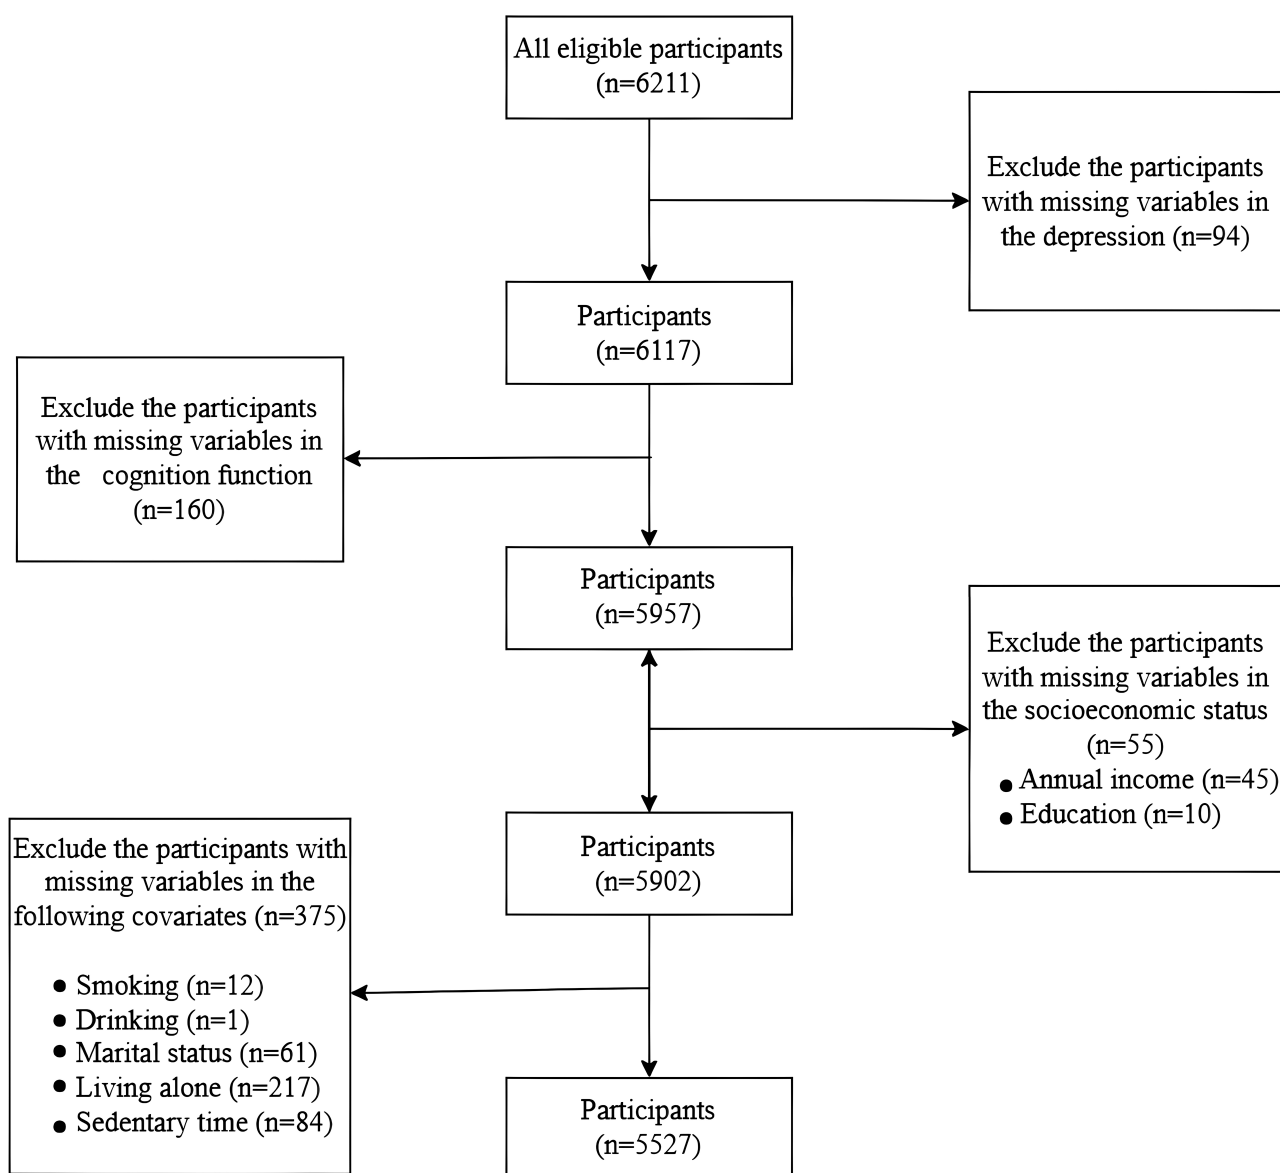 All eligible participants
(n=6211)
Exclude the participants
with missing variables in
the depression (n=94)
Participants
(n=6117)
Exclude the participants
with missing variables in
the cognition function
(n=160)
Participants
(n=5957)
Exclude the participants
with missing variables in
the socioeconomic status
(n=55)
• Annual income (n=45)
• Education (n=10)
Participants
(n=5902)
Exclude the participants with
missing variables in the
following covariates (n=375)
• Smoking (n=12)
• Drinking (n=1)
• Marital status (n=61)
• Living alone (n=217)
• Sedentary time (n=84)
Participants
(n=5527)